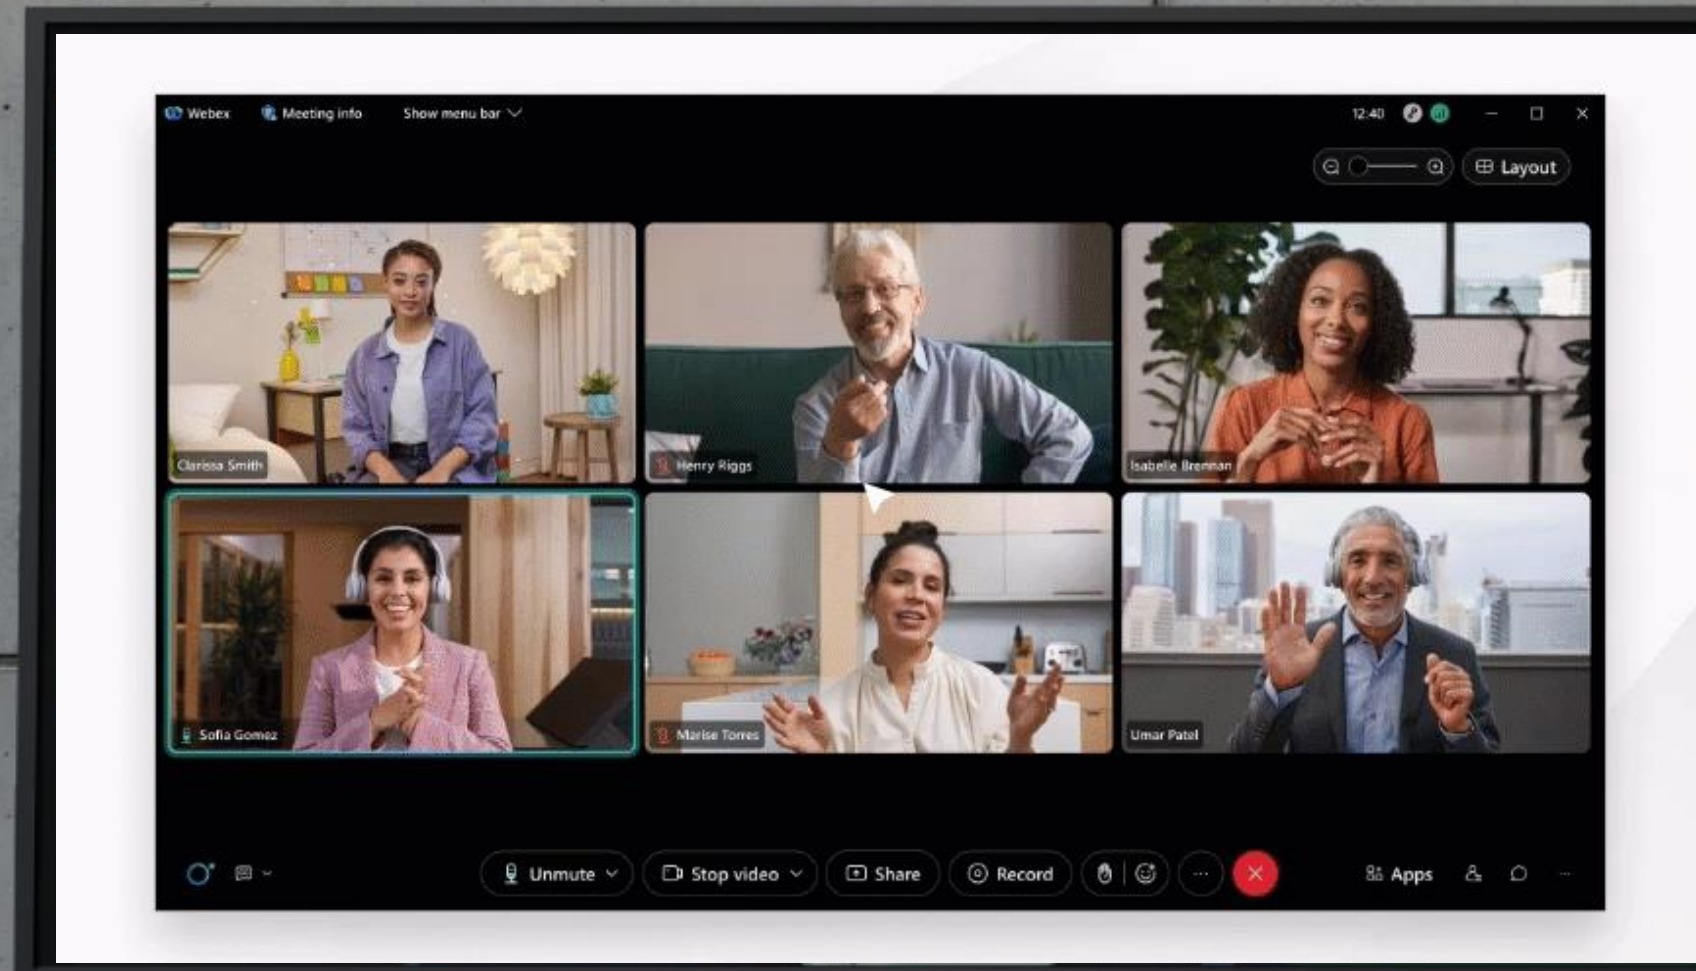 Webex Meeting info Show menu bar 12:40
Layout
Clarissa Smith
Henry Riggs
Isabelle Brennan
Sofia Gomez
Marise Torres
Umar Patel
Unmute Stop video Share Record Apps